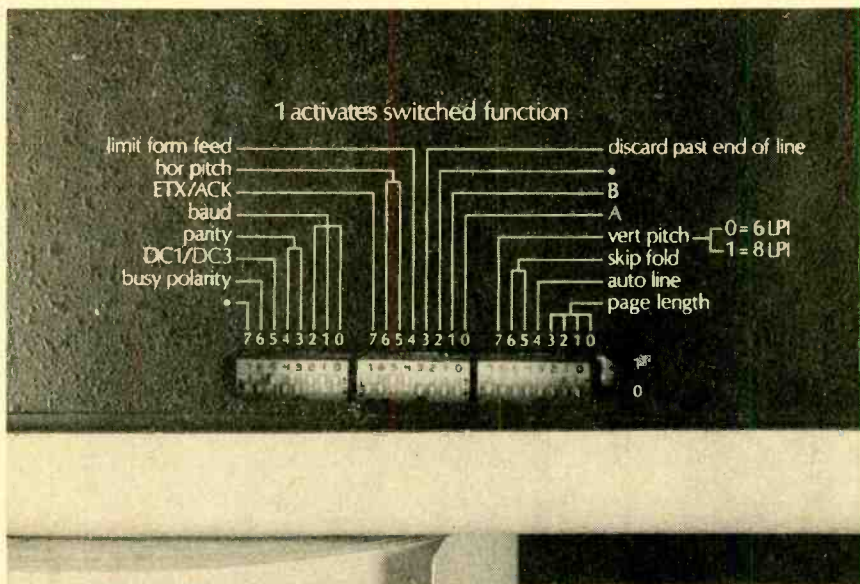 1 activates switched function
limit form feed
hor pitch
ETX/ACK
baud
parity
DC1/DC3
busy polarity
•
discard past end of line
•
B
A
vert pitch
0 = 6 LPI
1 = 8 LPI
skip fold
auto line
page length
7 6 5 4 3 2 1 0 7 6 5 4 3 2 1 0 7 6 5 4 3 2 1 0
1
0